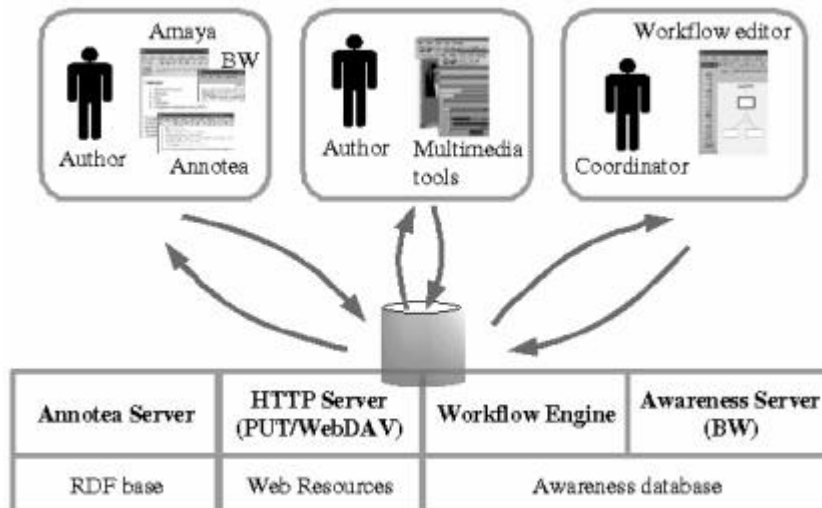 Amaya
BW
Author
Annotea
Author
Multimedia
tools
Workflow editor
Coordinator
Annotea Server
HTTP Server
(PUT/WebDAV)
Workflow Engine
Awareness Server
(BW)
RDF base
Web Resources
Awareness database